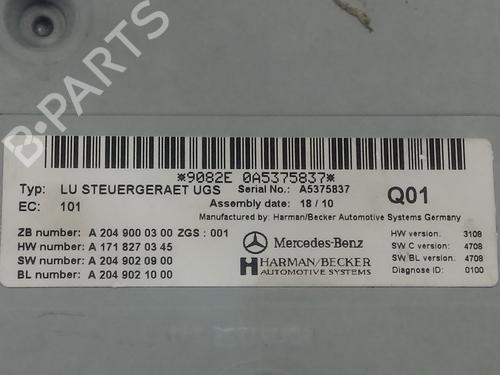 *9082E 0A5375837*
Typ: LU STEUERGERAET UGS Serial No.: A5375837 Q01
EC: 101 Assembly date: 18 / 10
Manufactured by: Harman/Becker Automotive Systems Germany
ZB number: A 204 900 03 00 ZGS : 001
HW number: A 171 827 03 45
SW number: A 204 902 09 00
BL number: A 204 902 10 00
Mercedes-Benz
HARMAN/BECKER
AUTOMOTIVE SYSTEMS
HW version: 3108
SW C version: 4708
SW BL version: 4708
Diagnose ID: 0100
B-PARTS